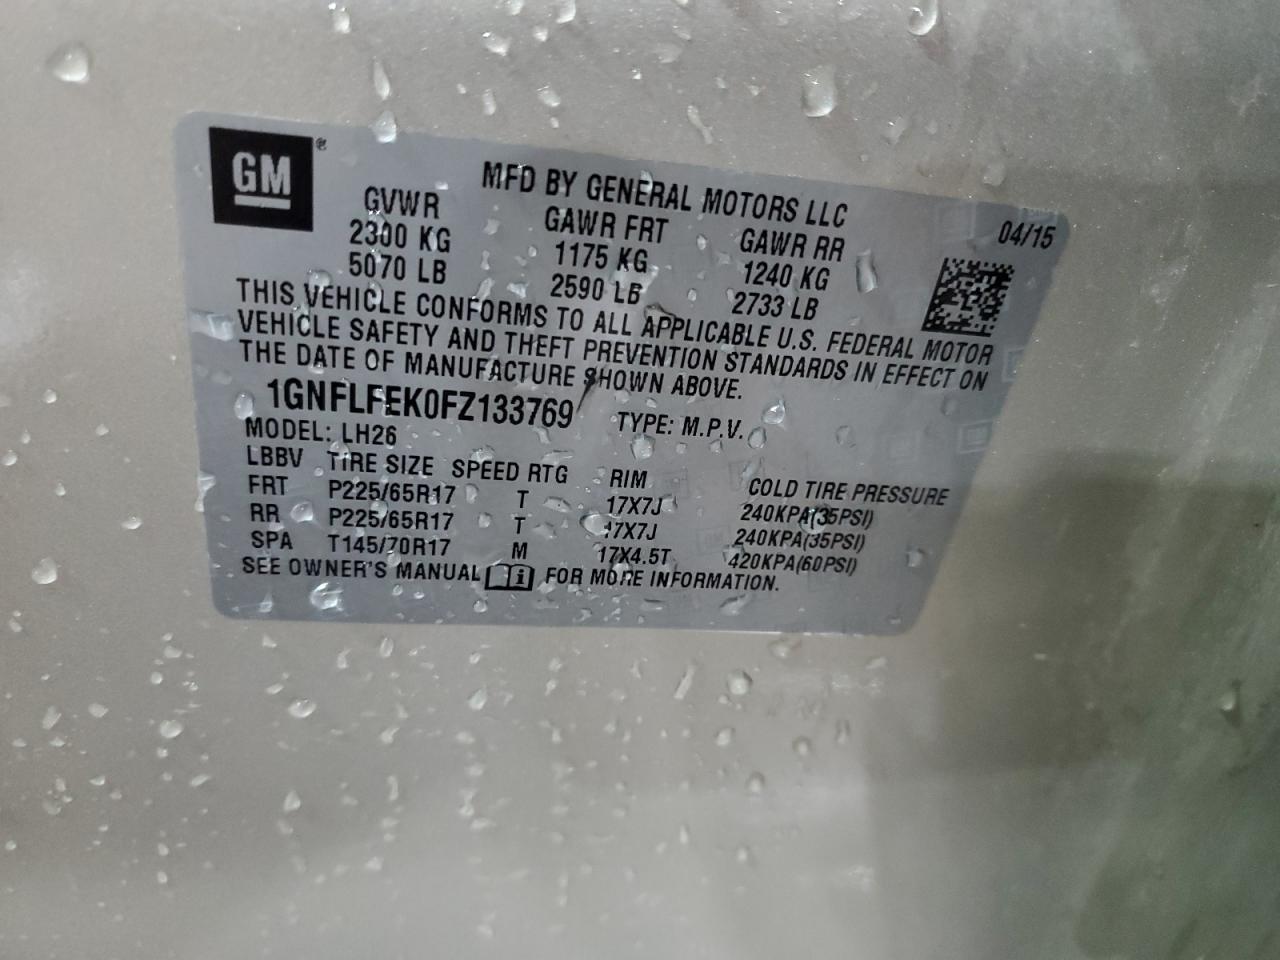 GM®
MFD BY GENERAL MOTORS LLC
04/15
GVWR GAWR FRT GAWR RR
2300 KG 1175 KG 1240 KG
5070 LB 2590 LB 2733 LB
THIS VEHICLE CONFORMS TO ALL APPLICABLE U.S. FEDERAL MOTOR
VEHICLE SAFETY AND THEFT PREVENTION STANDARDS IN EFFECT ON
THE DATE OF MANUFACTURE SHOWN ABOVE.
1GNFLFEK0FZ133769 TYPE: M.P.V.
MODEL: LH26
LBBV TIRE SIZE SPEED RTG RIM COLD TIRE PRESSURE
FRT P225/65R17 T 17X7J 240KPA(35PSI)
RR P225/65R17 T 17X7J 240KPA(35PSI)
SPA T145/70R17 M 17X4.5T 420KPA(60PSI)
SEE OWNER'S MANUAL i FOR MORE INFORMATION.